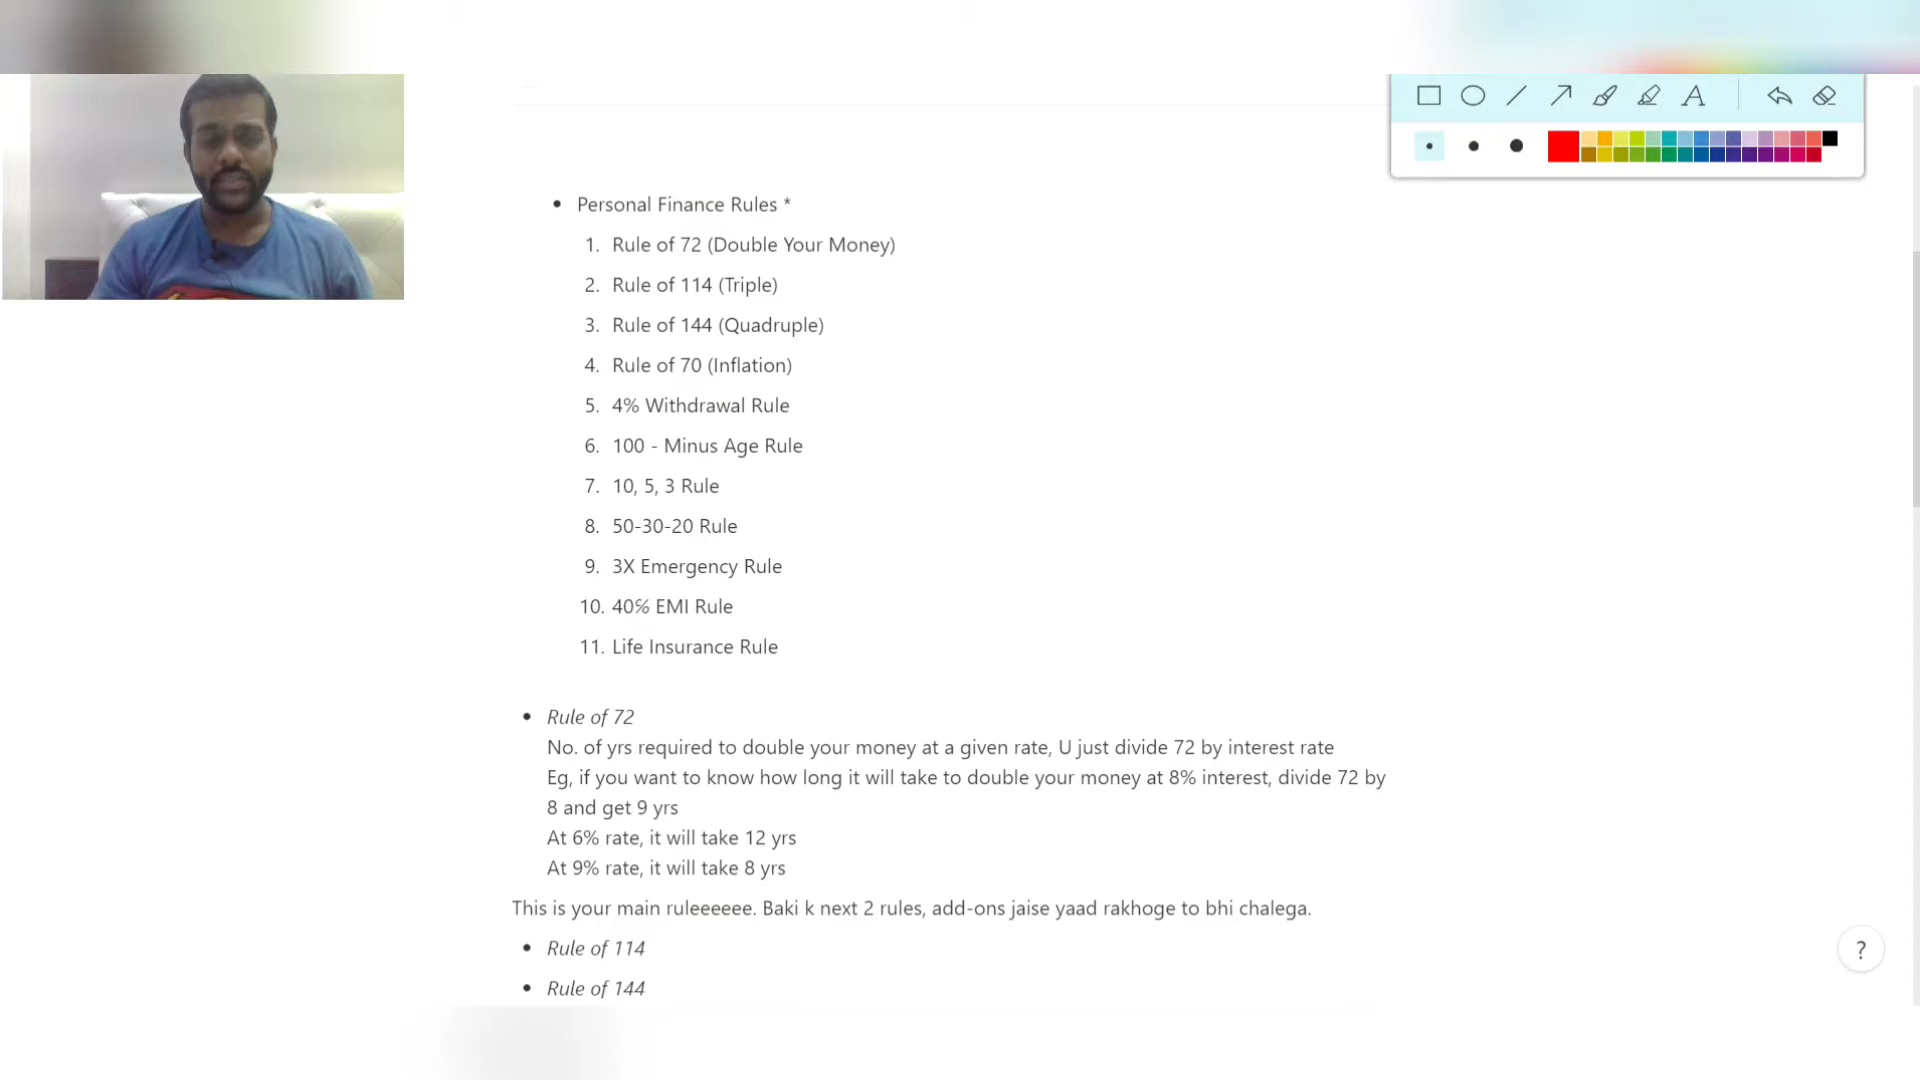 • Personal Finance Rules *
1. Rule of 72 (Double Your Money)
2. Rule of 114 (Triple)
3. Rule of 144 (Quadruple)
4. Rule of 70 (Inflation)
5. 4% Withdrawal Rule
6. 100 - Minus Age Rule
7. 10, 5, 3 Rule
8. 50-30-20 Rule
9. 3X Emergency Rule
10. 40℅ EMI Rule
11. Life Insurance Rule
• Rule of 72
No. of yrs required to double your money at a given rate, U just divide 72 by interest rate
Eg, if you want to know how long it will take to double your money at 8% interest, divide 72 by
8 and get 9 yrs
At 6% rate, it will take 12 yrs
At 9% rate, it will take 8 yrs
This is your main ruleeeeee. Baki k next 2 rules, add-ons jaise yaad rakhoge to bhi chalega.
• Rule of 114
• Rule of 144
A
?